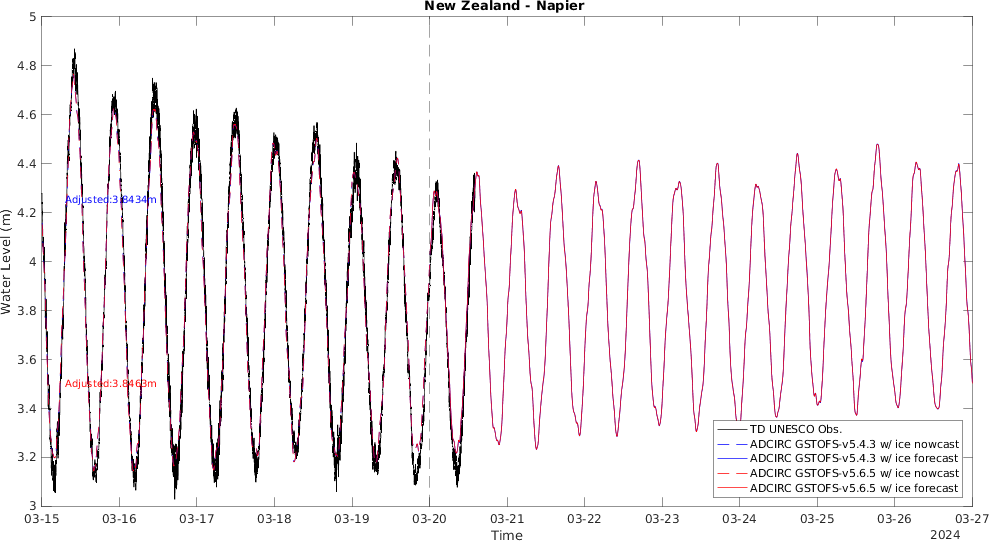 New Zealand - Napier
Water Level (m)
5
4.8
4.6
4.4
4.2
4
3.8
3.6
3.4
3.2
3
Adjusted:3.8434m
Adjusted:3.8463m
TD UNESCO Obs.
ADCIRC GSTOFS-v5.4.3 w/ ice nowcast
ADCIRC GSTOFS-v5.4.3 w/ ice forecast
ADCIRC GSTOFS-v5.6.5 w/ ice nowcast
ADCIRC GSTOFS-v5.6.5 w/ ice forecast
03-15 03-16 03-17 03-18 03-19 03-20 03-21 03-22 03-23 03-24 03-25 03-26 03-27
Time
2024